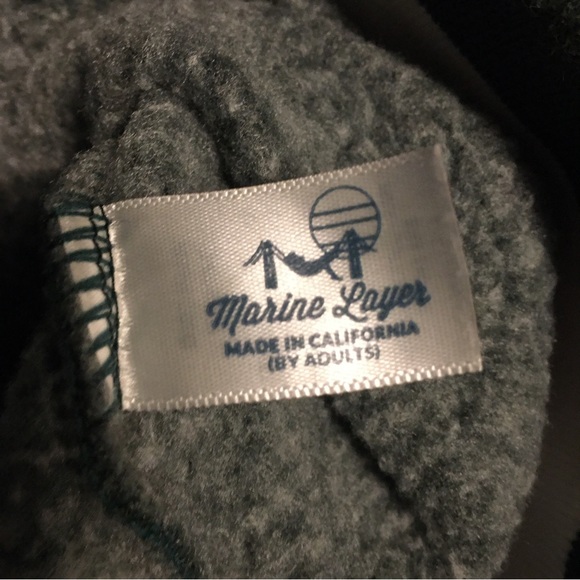 Marine Layer
MADE IN CALIFORNIA
(BY ADULTS)